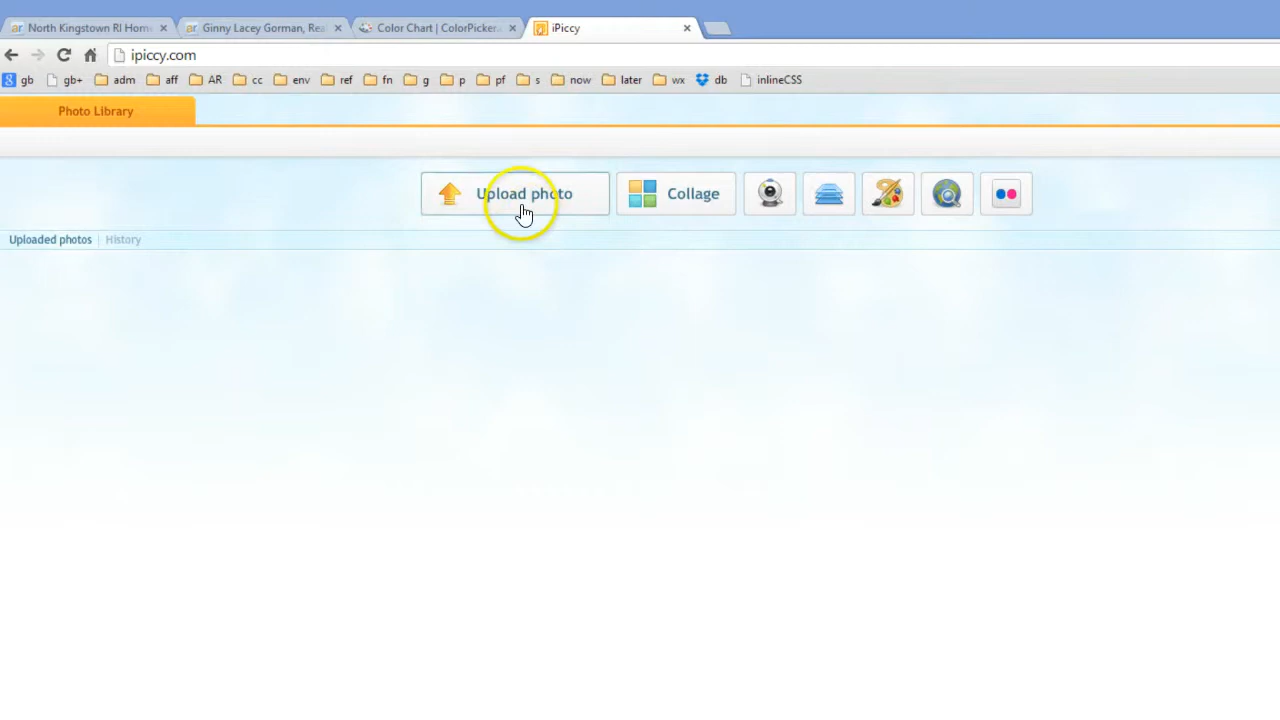 North Kingstown RI Hom
Ginny Lacey Gorman, Rea
Color Chart | ColorPicker.
iPiccy
ipiccy.com
gb gb+ adm aff AR cc env ref fn g p pf s now later wx db inlineCSS
Photo Library
Upload photo
Collage
Uploaded photos | History